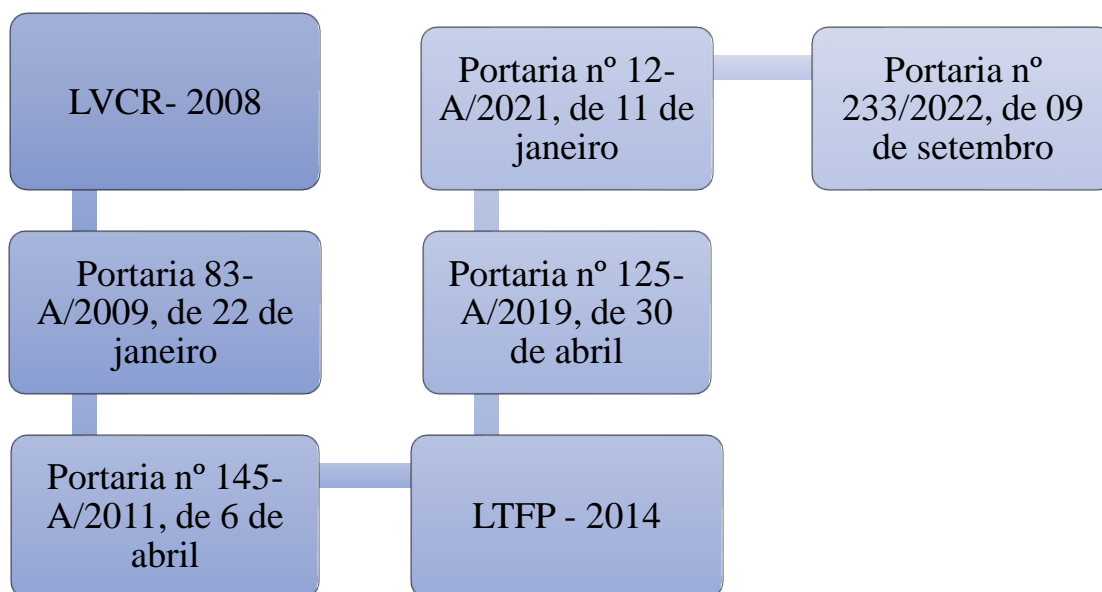 LVCR- 2008
Portaria 83-
A/2009, de 22 de
janeiro
Portaria nº 145-
A/2011, de 6 de
abril
LTFP - 2014
Portaria nº 125-
A/2019, de 30
de abril
Portaria nº 12-
A/2021, de 11 de
janeiro
Portaria nº
233/2022, de 09
de setembro